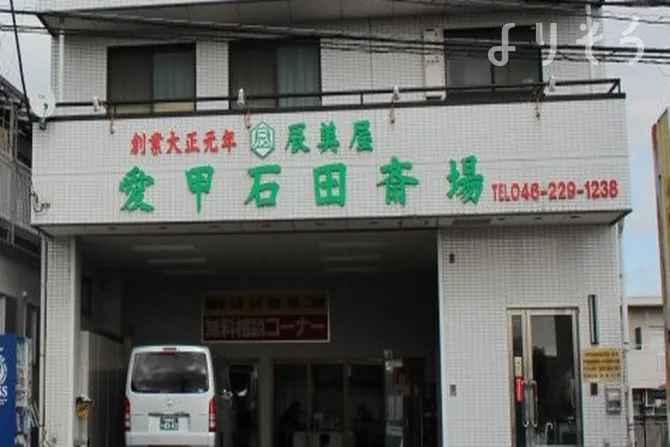 よりそう
創業大正元年 辰 辰美屋
愛甲石田斎場 TEL046-229-1238
無料相談コーナー